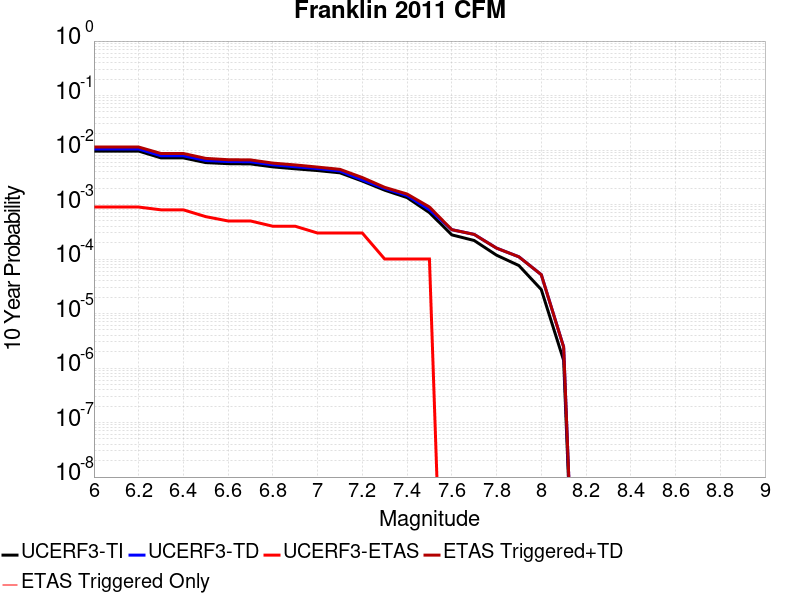 Franklin 2011 CFM
10^0
10^-1
10^-2
10^-3
10^-4
10^-5
10^-6
10^-7
10^-8
10 Year Probability
6 6.2 6.4 6.6 6.8 7 7.2 7.4 7.6 7.8 8 8.2 8.4 8.6 8.8 9
Magnitude
UCERF3-TI UCERF3-TD UCERF3-ETAS ETAS Triggered+TD
ETAS Triggered Only